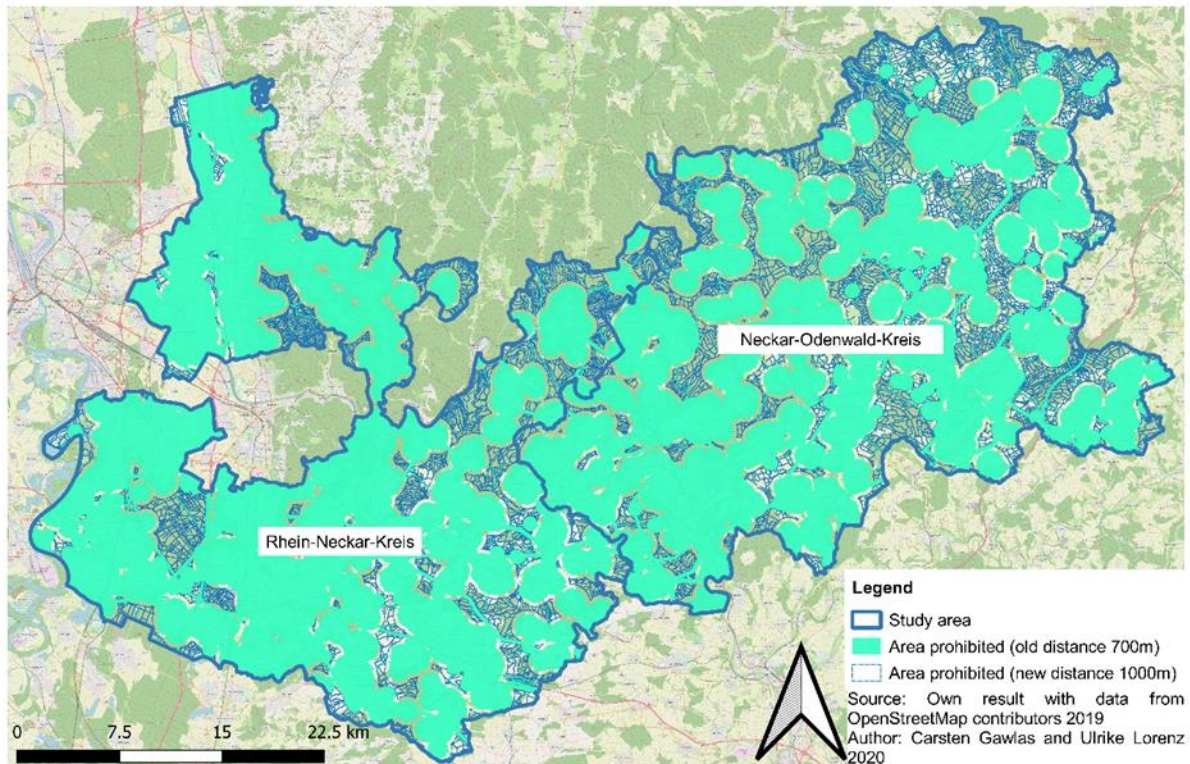 Neckar-Odenwald-Kreis
Rhein-Neckar-Kreis
Legend
Study area
Area prohibited (old distance 700m)
Area prohibited (new distance 1000m)
Source: Own result with data from
OpenStreetMap contributors 2019
Author: Carsten Gawlas and Ulrike Lorenz
2020
0 7.5 15 22.5 km